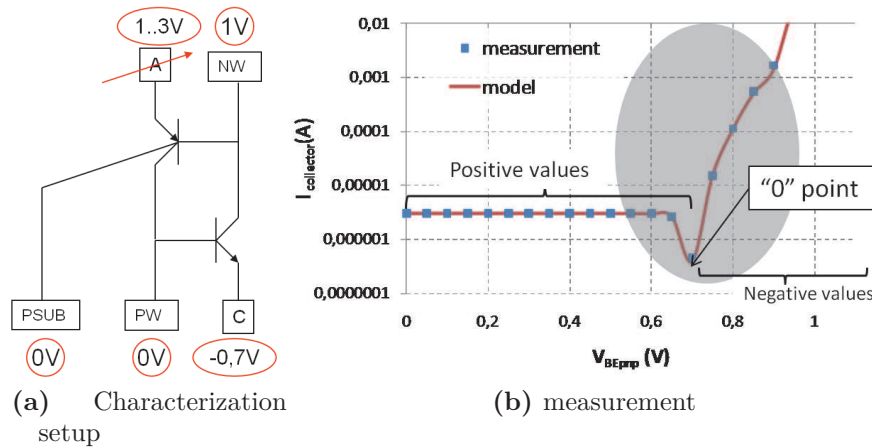 1..3V
1V
A
NW
PSUB
PW
C
0V
0V
-0,7V
(a) Characterization
setup
0,01
0,001
0,0001
0,00001
0,000001
0,0000001
I collector(A)
measurement
model
Positive values
"0" point
Negative values
0
0,2
0,4
0,6
0,8
1
VBEpnp (V)
(b) measurement